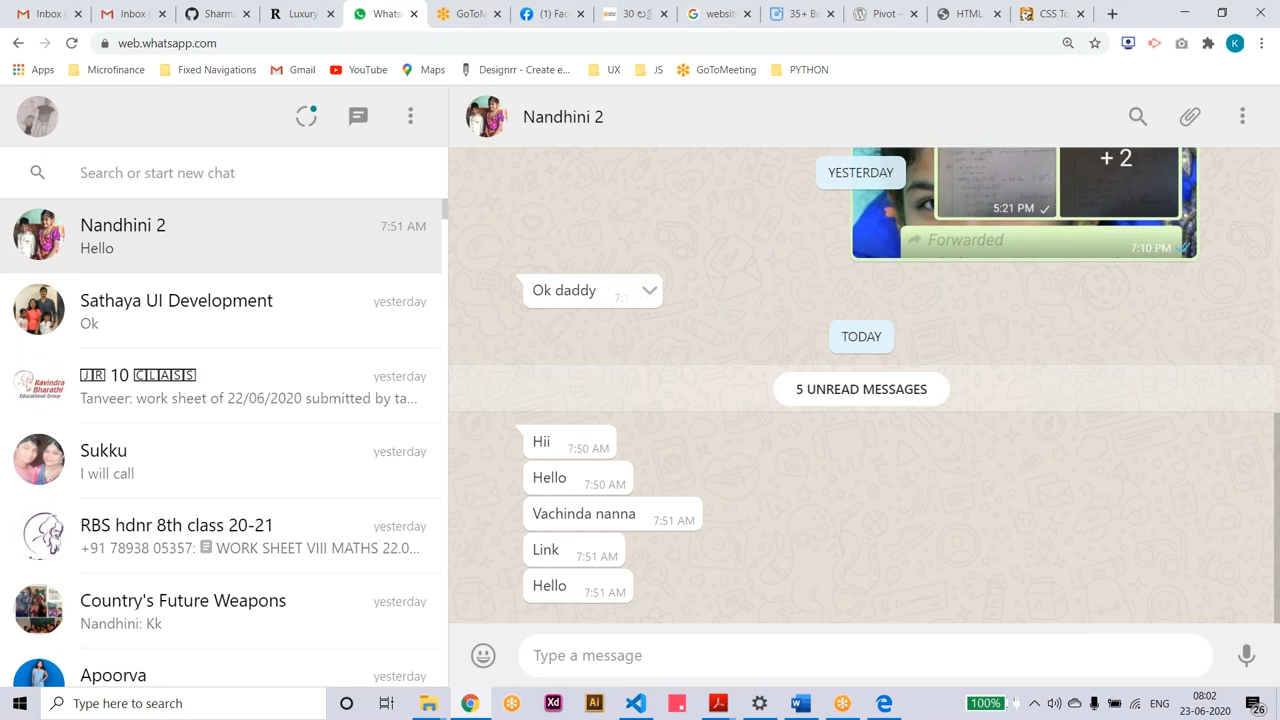 Inbox (
Inbox (
Sharm
Luxury
Whats
GoToM
(1) Fac
websit
35+ Be
Pivot –
HTML
CSS To
web.whatsapp.com
K
Apps
Microfinance
Fixed Navigations
Gmail
YouTube
Maps
Designrr - Create e...
UX
JS
GoToMeeting
PYTHON
Nandhini 2
Search or start new chat
Nandhini 2
7:51 AM
Hello
Sathaya UI Development
yesterday
Ok
🄹🅁 10 🄲🄻🄰🅂🅂
yesterday
Tanveer: work sheet of 22/06/2020 submitted by ta...
Ravindra
Bharathi
Educational Group
Sukku
yesterday
I will call
RBS hdnr 8th class 20-21
yesterday
+91 78938 05357: WORK SHEET VIII MATHS 22.0...
Country's Future Weapons
yesterday
Nandhini: Kk
Apoorva
yesterday
YESTERDAY
+ 2
5:21 PM
Forwarded
7:10 PM
Ok daddy
TODAY
5 UNREAD MESSAGES
Hii
7:50 AM
Hello
7:50 AM
Vachinda nanna
7:51 AM
Link
7:51 AM
Hello
7:51 AM
Type a message
Type here to search
Xd
Ai
100%
ENG
08:02
23-06-2020
26